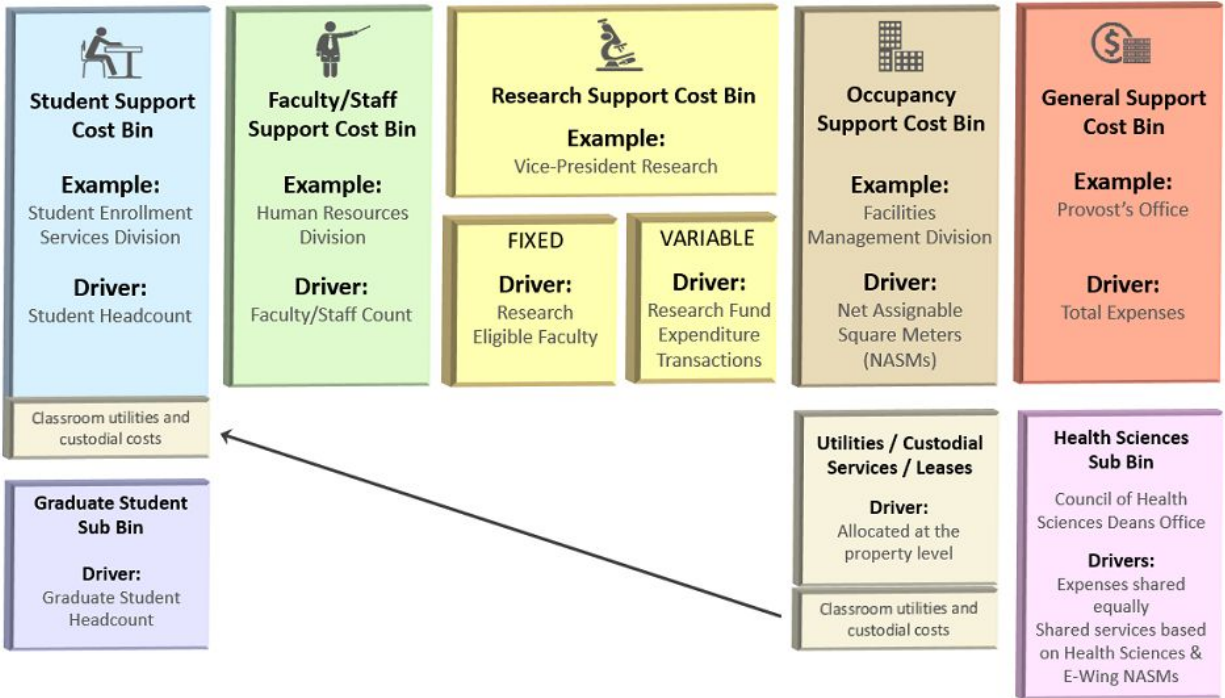 Student Support
Cost Bin
Example:
Student Enrollment
Services Division
Driver:
Student Headcount
Classroom utilities and
custodial costs
Graduate Student
Sub Bin
Driver:
Graduate Student
Headcount
Faculty/Staff
Support Cost Bin
Example:
Human Resources
Division
Driver:
Faculty/Staff Count
Research Support Cost Bin
Example:
Vice-President Research
FIXED
Driver:
Research
Eligible Faculty
VARIABLE
Driver:
Research Fund
Expenditure
Transactions
Occupancy
Support Cost Bin
Example:
Facilities
Management Division
Driver:
Net Assignable
Square Meters
(NASMs)
Utilities / Custodial
Services / Leases
Driver:
Allocated at the
property level
Classroom utilities and
custodial costs
$
General Support
Cost Bin
Example:
Provost's Office
Driver:
Total Expenses
Health Sciences
Sub Bin
Council of Health
Sciences Deans Office
Drivers:
Expenses shared
equally
Shared services based
on Health Sciences &
E-Wing NASMs